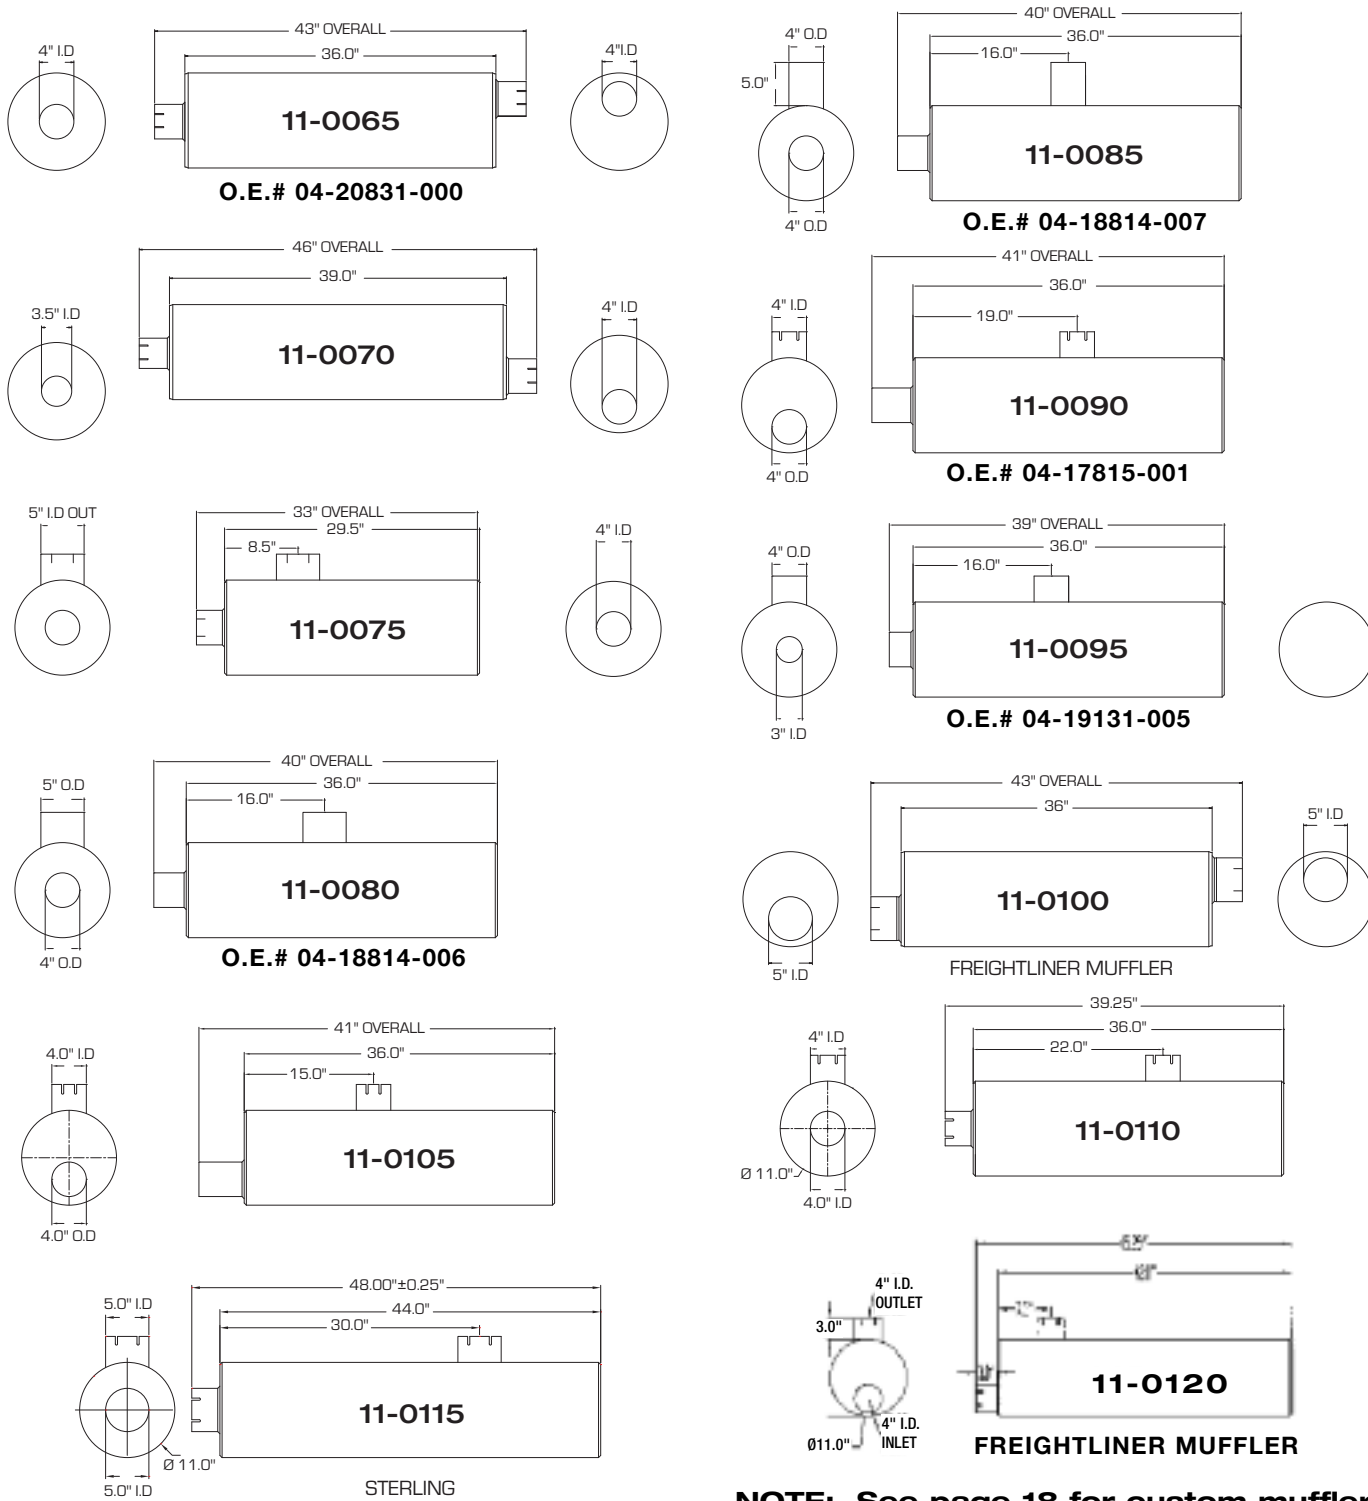 43" OVERALL
36.0"
4" I.D
4"I.D
11-0065
O.E.# 04-20831-000
46" OVERALL
39.0"
3.5" I.D
4" I.D
11-0070
5" I.D OUT
33" OVERALL
29.5"
8.5"
4" I.D
11-0075
40" OVERALL
36.0"
16.0"
5" O.D
11-0080
4" O.D
O.E.# 04-18814-006
41" OVERALL
36.0"
15.0"
4.0" I.D
11-0105
4.0" O.D
48.00"±0.25"
44.0"
30.0"
5.0" I.D
11-0115
Ø 11.0"
5.0" I.D
STERLING
40" OVERALL
36.0"
16.0"
4" O.D
5.0"
11-0085
4" O.D
O.E.# 04-18814-007
41" OVERALL
36.0"
19.0"
4" I.D
11-0090
4" O.D
O.E.# 04-17815-001
39" OVERALL
36.0"
16.0"
4" O.D
11-0095
3" I.D
O.E.# 04-19131-005
43" OVERALL
36"
5" I.D
11-0100
5" I.D
FREIGHTLINER MUFFLER
39.25"
36.0"
22.0"
4" I.D
11-0110
Ø 11.0"
4.0" I.D
4" I.D.
OUTLET
3.0"
11-0120
4" I.D.
INLET
Ø11.0"
FREIGHTLINER MUFFLER
NOTE: See page 18 for custom muffler